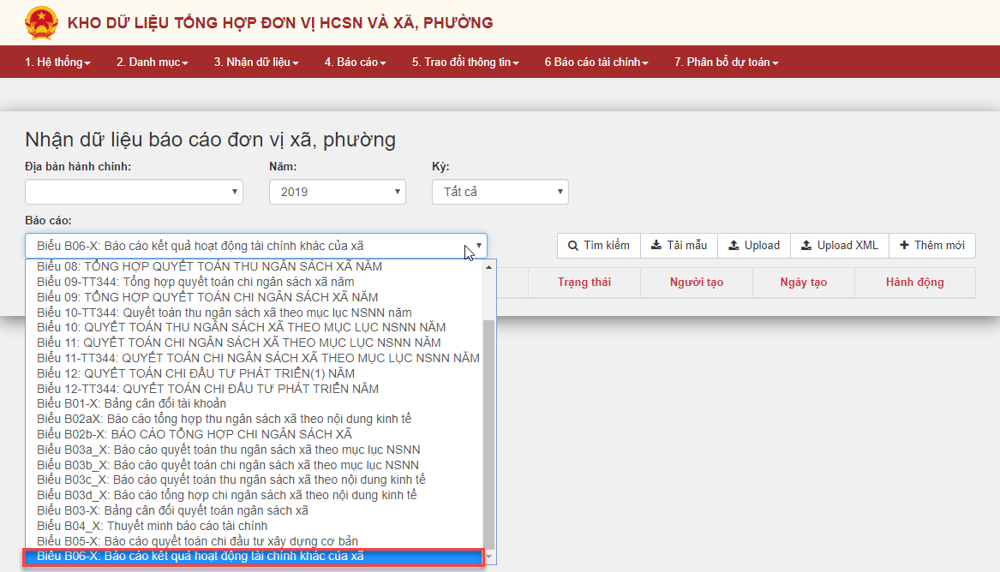 KHO DỮ LIỆU TỔNG HỢP ĐƠN VỊ HCSN VÀ XÃ, PHƯỜNG
1. Hệ thống 2. Danh mục 3. Nhận dữ liệu 4. Báo cáo 5. Trao đổi thông tin 6 Báo cáo tài chính 7. Phân bổ dự toán
Nhận dữ liệu báo cáo đơn vị xã, phường
Địa bàn hành chính: Năm: Kỳ:
2019 Tất cả
Báo cáo:
Biểu B06-X: Báo cáo kết quả hoạt động tài chính khác của xã Tìm kiếm Tải mẫu Upload Upload XML Thêm mới
Trạng thái Người tạo Ngày tạo Hành động
Biểu 08: TỔNG HỢP QUYẾT TOÁN THU NGÂN SÁCH XÃ NĂM
Biểu 09-TT344: Tổng hợp quyết toán chi ngân sách xã năm
Biểu 09: TỔNG HỢP QUYẾT TOÁN CHI NGÂN SÁCH XÃ NĂM
Biểu 10-TT344: Quyết toán thu ngân sách xã theo mục lục NSNN năm
Biểu 10: QUYẾT TOÁN THU NGÂN SÁCH XÃ THEO MỤC LỤC NSNN NĂM
Biểu 11: QUYẾT TOÁN CHI NGÂN SÁCH XÃ THEO MỤC LỤC NSNN NĂM
Biểu 11-TT344: QUYẾT TOÁN CHI NGÂN SÁCH XÃ THEO MỤC LỤC NSNN NĂM
Biểu 12: QUYẾT TOÁN CHI ĐẦU TƯ PHÁT TRIỂN(1) NĂM
Biểu 12-TT344: QUYẾT TOÁN CHI ĐẦU TƯ PHÁT TRIỂN NĂM
Biểu B01-X: Bảng cân đối tài khoản
Biểu B02aX: Báo cáo tổng hợp thu ngân sách xã theo nội dung kinh tế
Biểu B02b-X: BÁO CÁO TỔNG HỢP CHI NGÂN SÁCH XÃ
Biểu B03a_X: Báo cáo quyết toán thu ngân sách xã theo mục lục NSNN
Biểu B03b_X: Báo cáo quyết toán chi ngân sách xã theo mục lục NSNN
Biểu B03c_X: Báo cáo quyết toán thu ngân sách xã theo nội dung kinh tế
Biểu B03d_X: Báo cáo tổng hợp chi ngân sách xã theo nội dung kinh tế
Biểu B03-X: Bảng cân đối quyết toán ngân sách xã
Biểu B04_X: Thuyết minh báo cáo tài chính
Biểu B05-X: Báo cáo quyết toán chi đầu tư xây dựng cơ bản
Biểu B06-X: Báo cáo kết quả hoạt động tài chính khác của xã